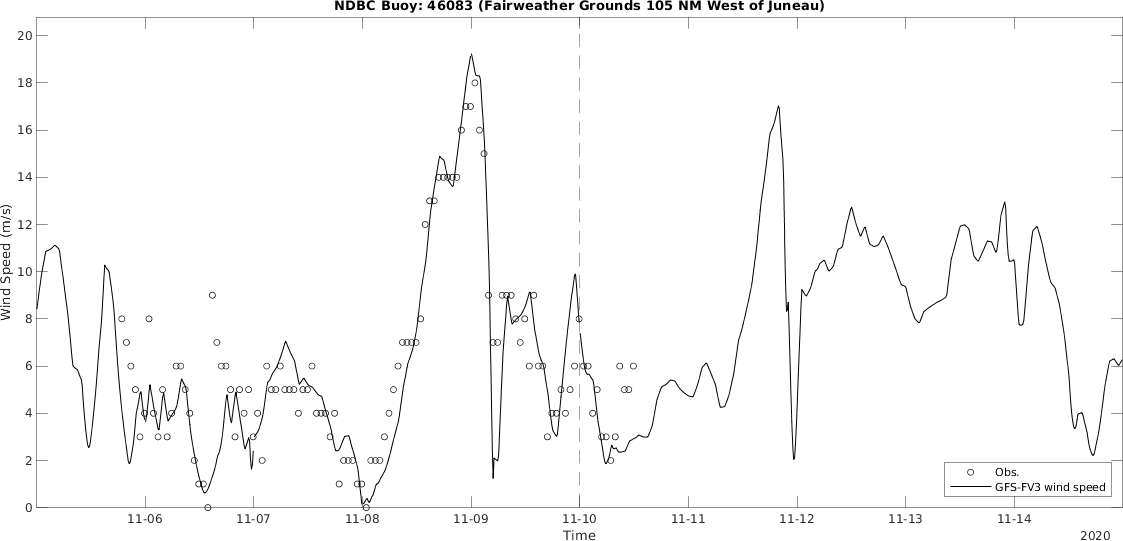 NDBC Buoy: 46083 (Fairweather Grounds 105 NM West of Juneau)
20
18
16
14
12
10
8
6
4
2
0
Wind Speed (m/s)
Obs.
GFS-FV3 wind speed
11-06 11-07 11-08 11-09 11-10 11-11 11-12 11-13 11-14
Time
2020